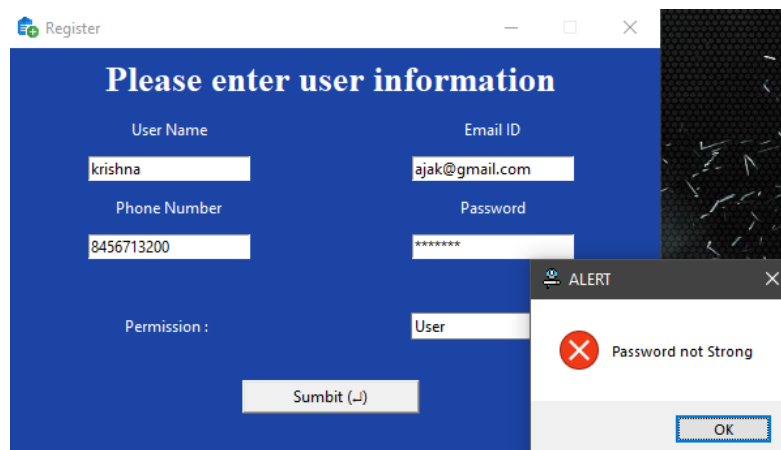 Register
Please enter user information
User Name
Email ID
krishna
ajak@gmail.com
Phone Number
Password
8456713200
*******
ALERT
Permission :
User
Password not Strong
Sumbit (↵)
OK